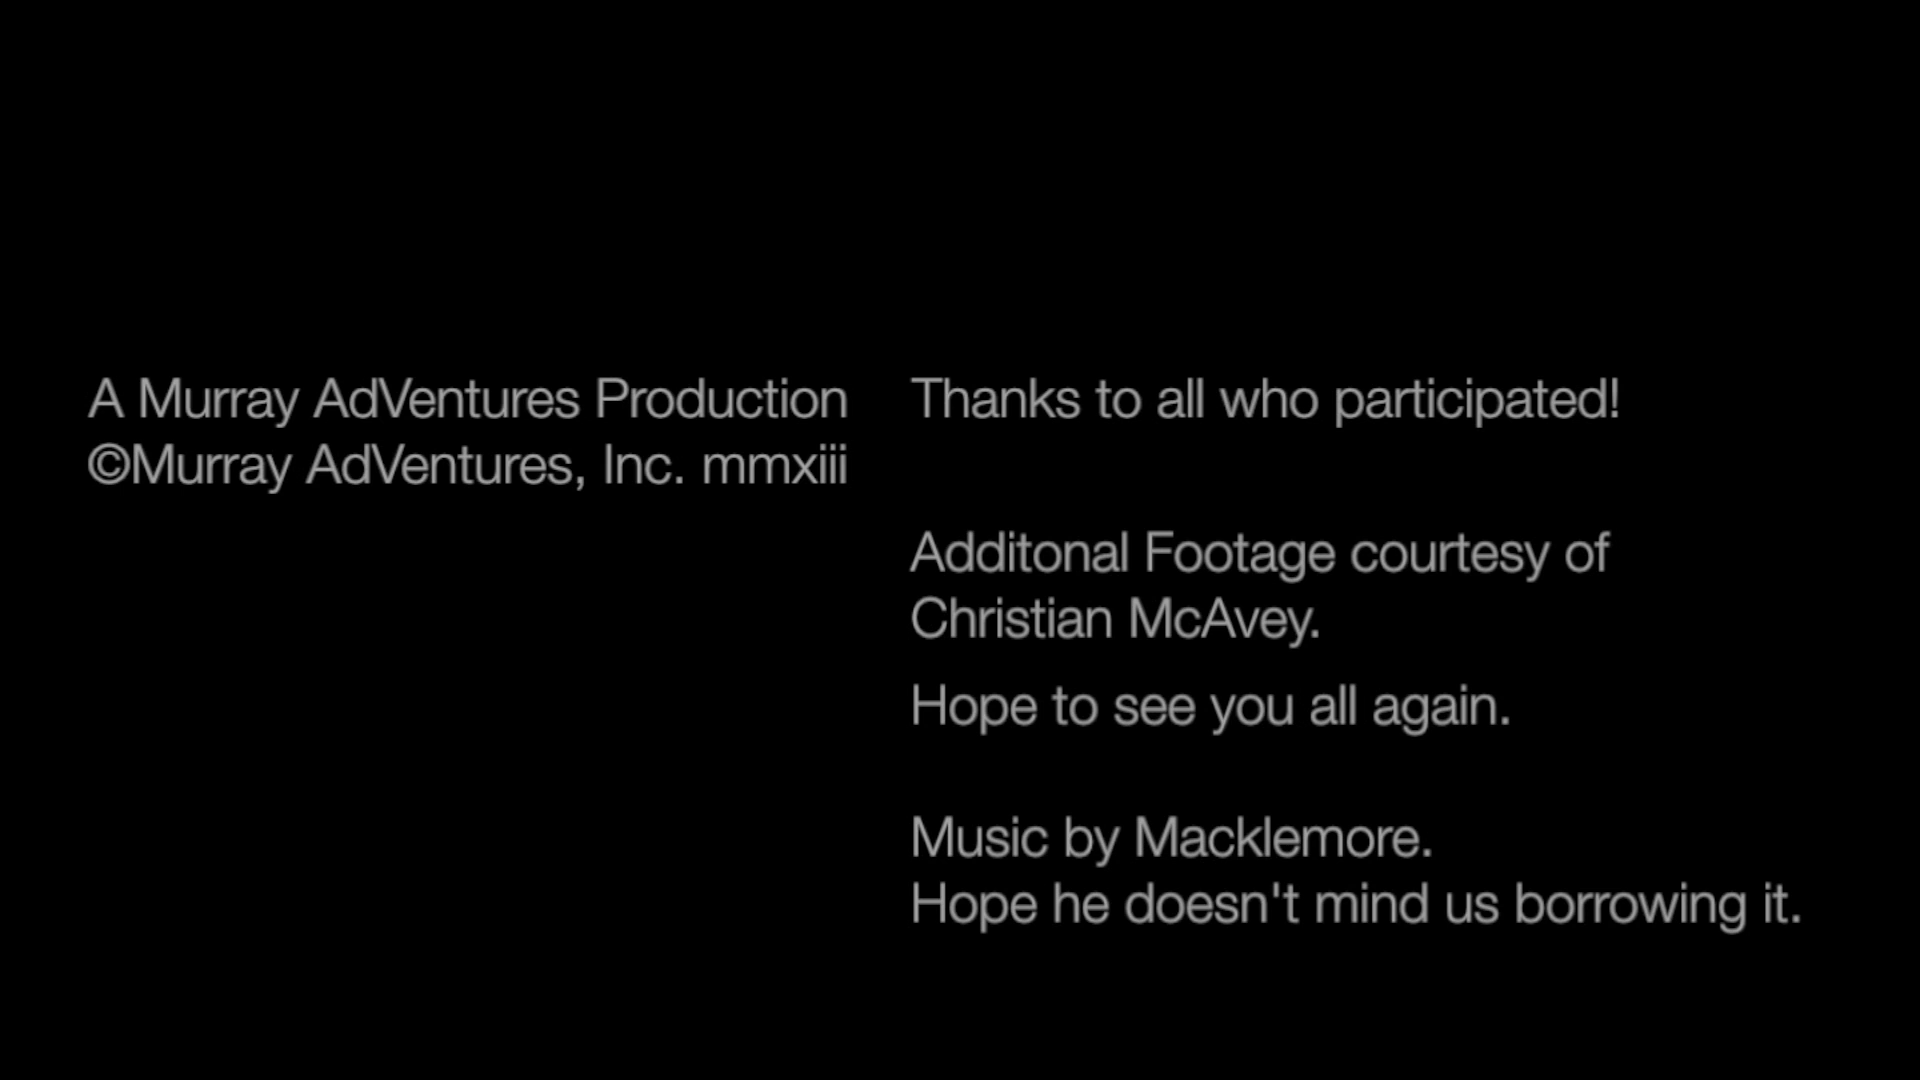 A Murray AdVentures Production
©Murray AdVentures, Inc. mmxiii
Thanks to all who participated!
Additonal Footage courtesy of
Christian McAvey.
Hope to see you all again.
Music by Macklemore.
Hope he doesn't mind us borrowing it.